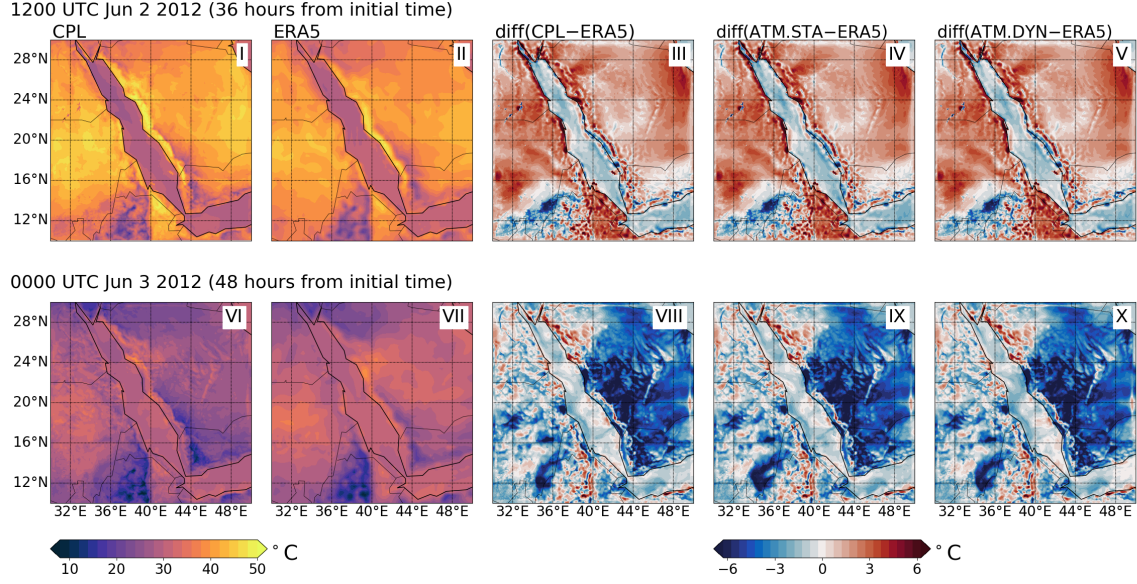 1200 UTC Jun 2 2012 (36 hours from initial time)
CPL ERA5 diff(CPL−ERA5) diff(ATM.STA−ERA5) diff(ATM.DYN−ERA5)
I II III IV V
28°N
24°N
20°N
16°N
12°N
0000 UTC Jun 3 2012 (48 hours from initial time)
VI VII VIII IX X
28°N
24°N
20°N
16°N
12°N
32°E 36°E 40°E 44°E 48°E 32°E 36°E 40°E 44°E 48°E 32°E 36°E 40°E 44°E 48°E 32°E 36°E 40°E 44°E 48°E 32°E 36°E 40°E 44°E 48°E
10 20 30 40 50 °C
−6 −3 0 3 6 °C